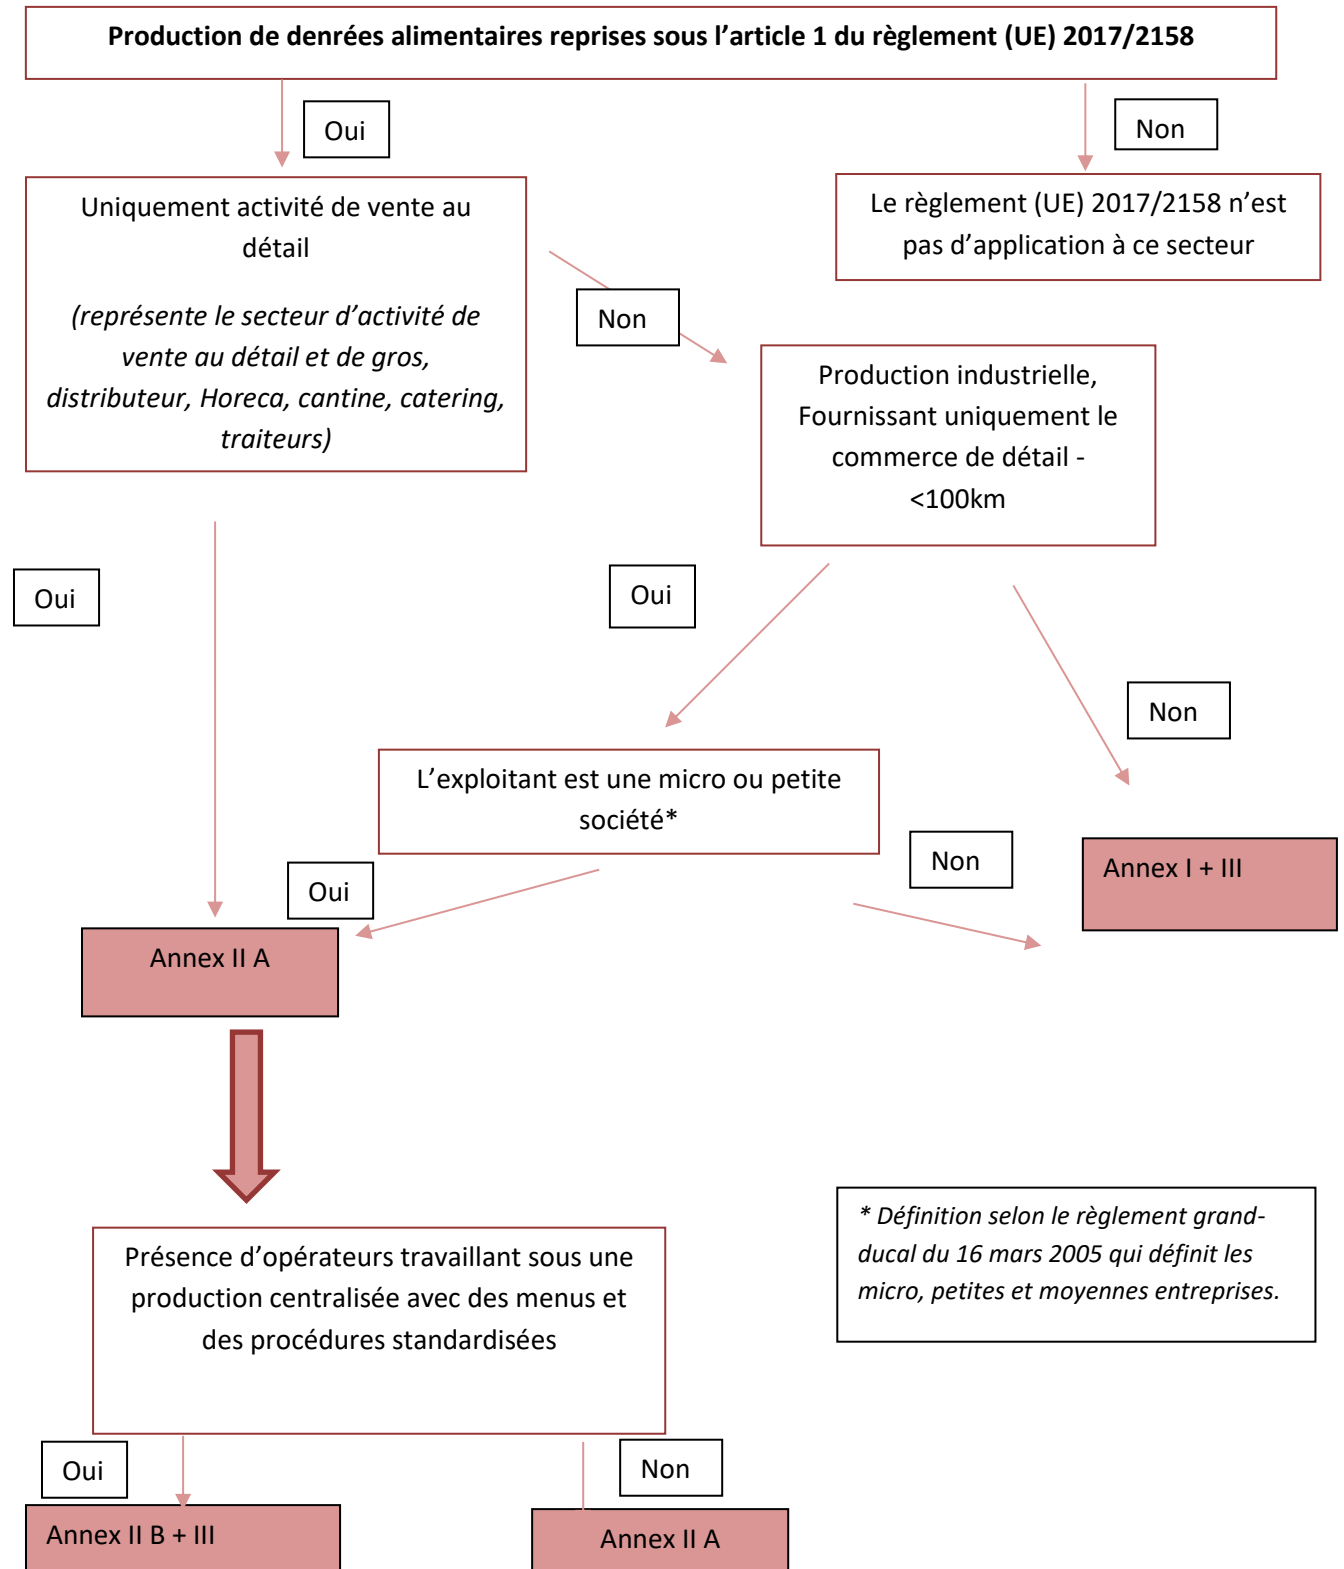 Production de denrées alimentaires reprises sous l’article 1 du règlement (UE) 2017/2158
Oui
Non
Uniquement activité de vente au
détail
(représente le secteur d’activité de
vente au détail et de gros,
distributeur, Horeca, cantine, catering,
traiteurs)
Le règlement (UE) 2017/2158 n’est
pas d’application à ce secteur
Non
Production industrielle,
Fournissant uniquement le
commerce de détail -
<100km
Oui
Oui
Non
L’exploitant est une micro ou petite
société*
Oui
Non
Annex I + III
Annex II A
Présence d’opérateurs travaillant sous une
production centralisée avec des menus et
des procédures standardisées
* Définition selon le règlement grand-
ducal du 16 mars 2005 qui définit les
micro, petites et moyennes entreprises.
Oui
Non
Annex II B + III
Annex II A